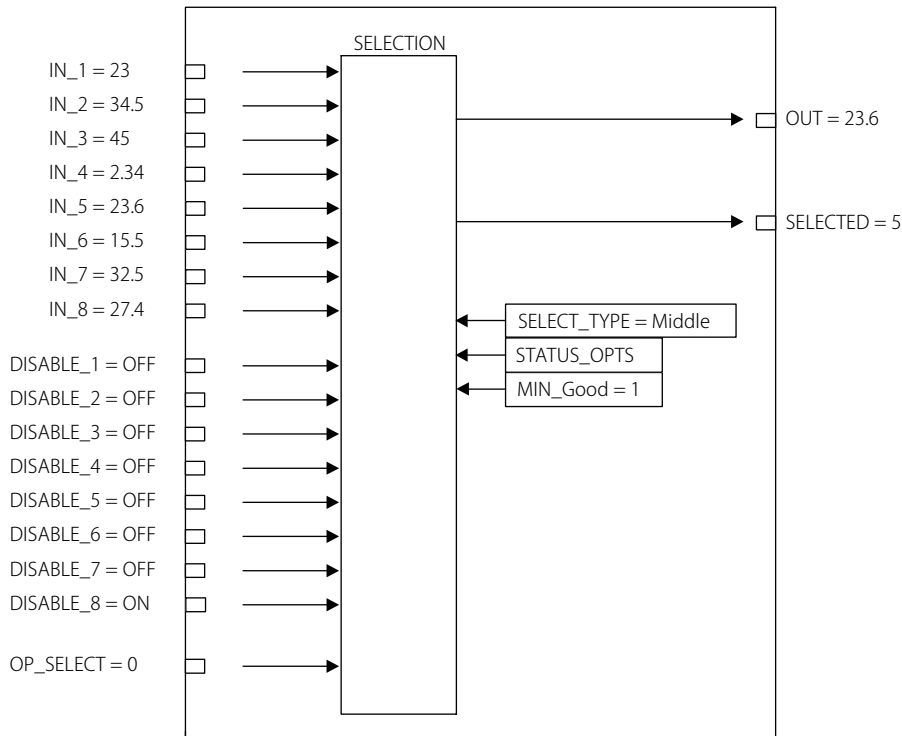 SELECTION
IN_1 = 23
IN_2 = 34.5
IN_3 = 45
IN_4 = 2.34
IN_5 = 23.6
IN_6 = 15.5
IN_7 = 32.5
IN_8 = 27.4
DISABLE_1 = OFF
DISABLE_2 = OFF
DISABLE_3 = OFF
DISABLE_4 = OFF
DISABLE_5 = OFF
DISABLE_6 = OFF
DISABLE_7 = OFF
DISABLE_8 = ON
OP_SELECT = 0
OUT = 23.6
SELECTED = 5
SELECT_TYPE = Middle
STATUS_OPTS
MIN_Good = 1